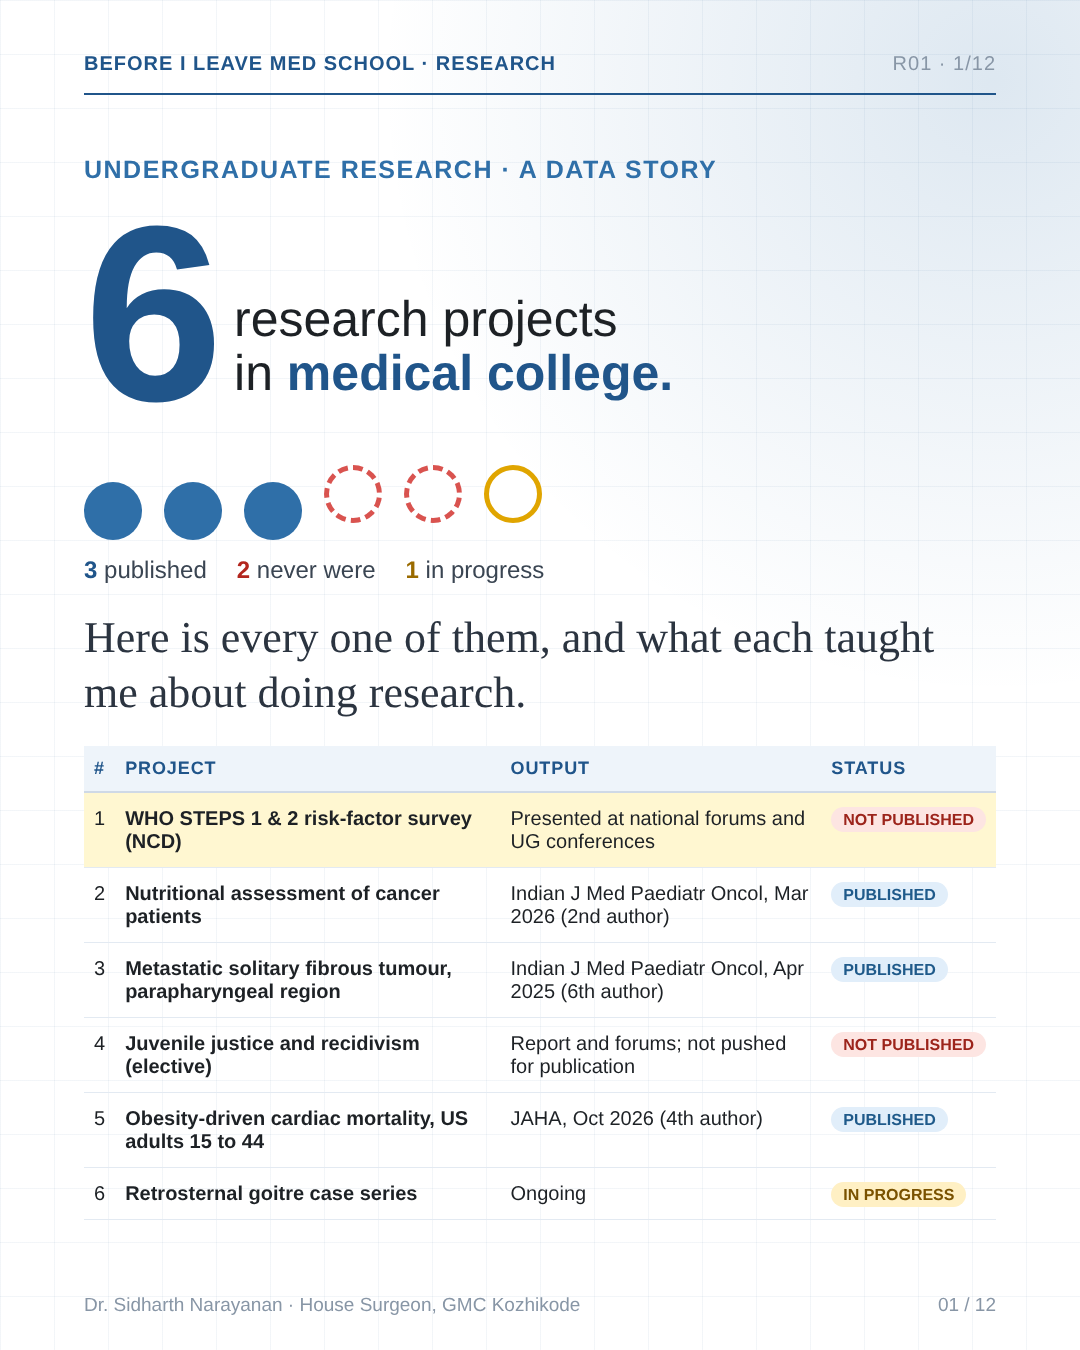 BEFORE I LEAVE MED SCHOOL · RESEARCH
R01 · 1/12
UNDERGRADUATE RESEARCH · A DATA STORY
6
research projects
in medical college.
3 published 2 never were 1 in progress
Here is every one of them, and what each taught
me about doing research.
# PROJECT OUTPUT STATUS
1 WHO STEPS 1 & 2 risk-factor survey
(NCD)
Presented at national forums and
UG conferences
NOT PUBLISHED
2 Nutritional assessment of cancer
patients
Indian J Med Paediatr Oncol, Mar
2026 (2nd author)
PUBLISHED
3 Metastatic solitary fibrous tumour,
parapharyngeal region
Indian J Med Paediatr Oncol, Apr
2025 (6th author)
PUBLISHED
4 Juvenile justice and recidivism
(elective)
Report and forums; not pushed
for publication
NOT PUBLISHED
5 Obesity-driven cardiac mortality, US
adults 15 to 44
JAHA, Oct 2026 (4th author)
PUBLISHED
6 Retrosternal goitre case series
Ongoing
IN PROGRESS
Dr. Sidharth Narayanan · House Surgeon, GMC Kozhikode
01 / 12